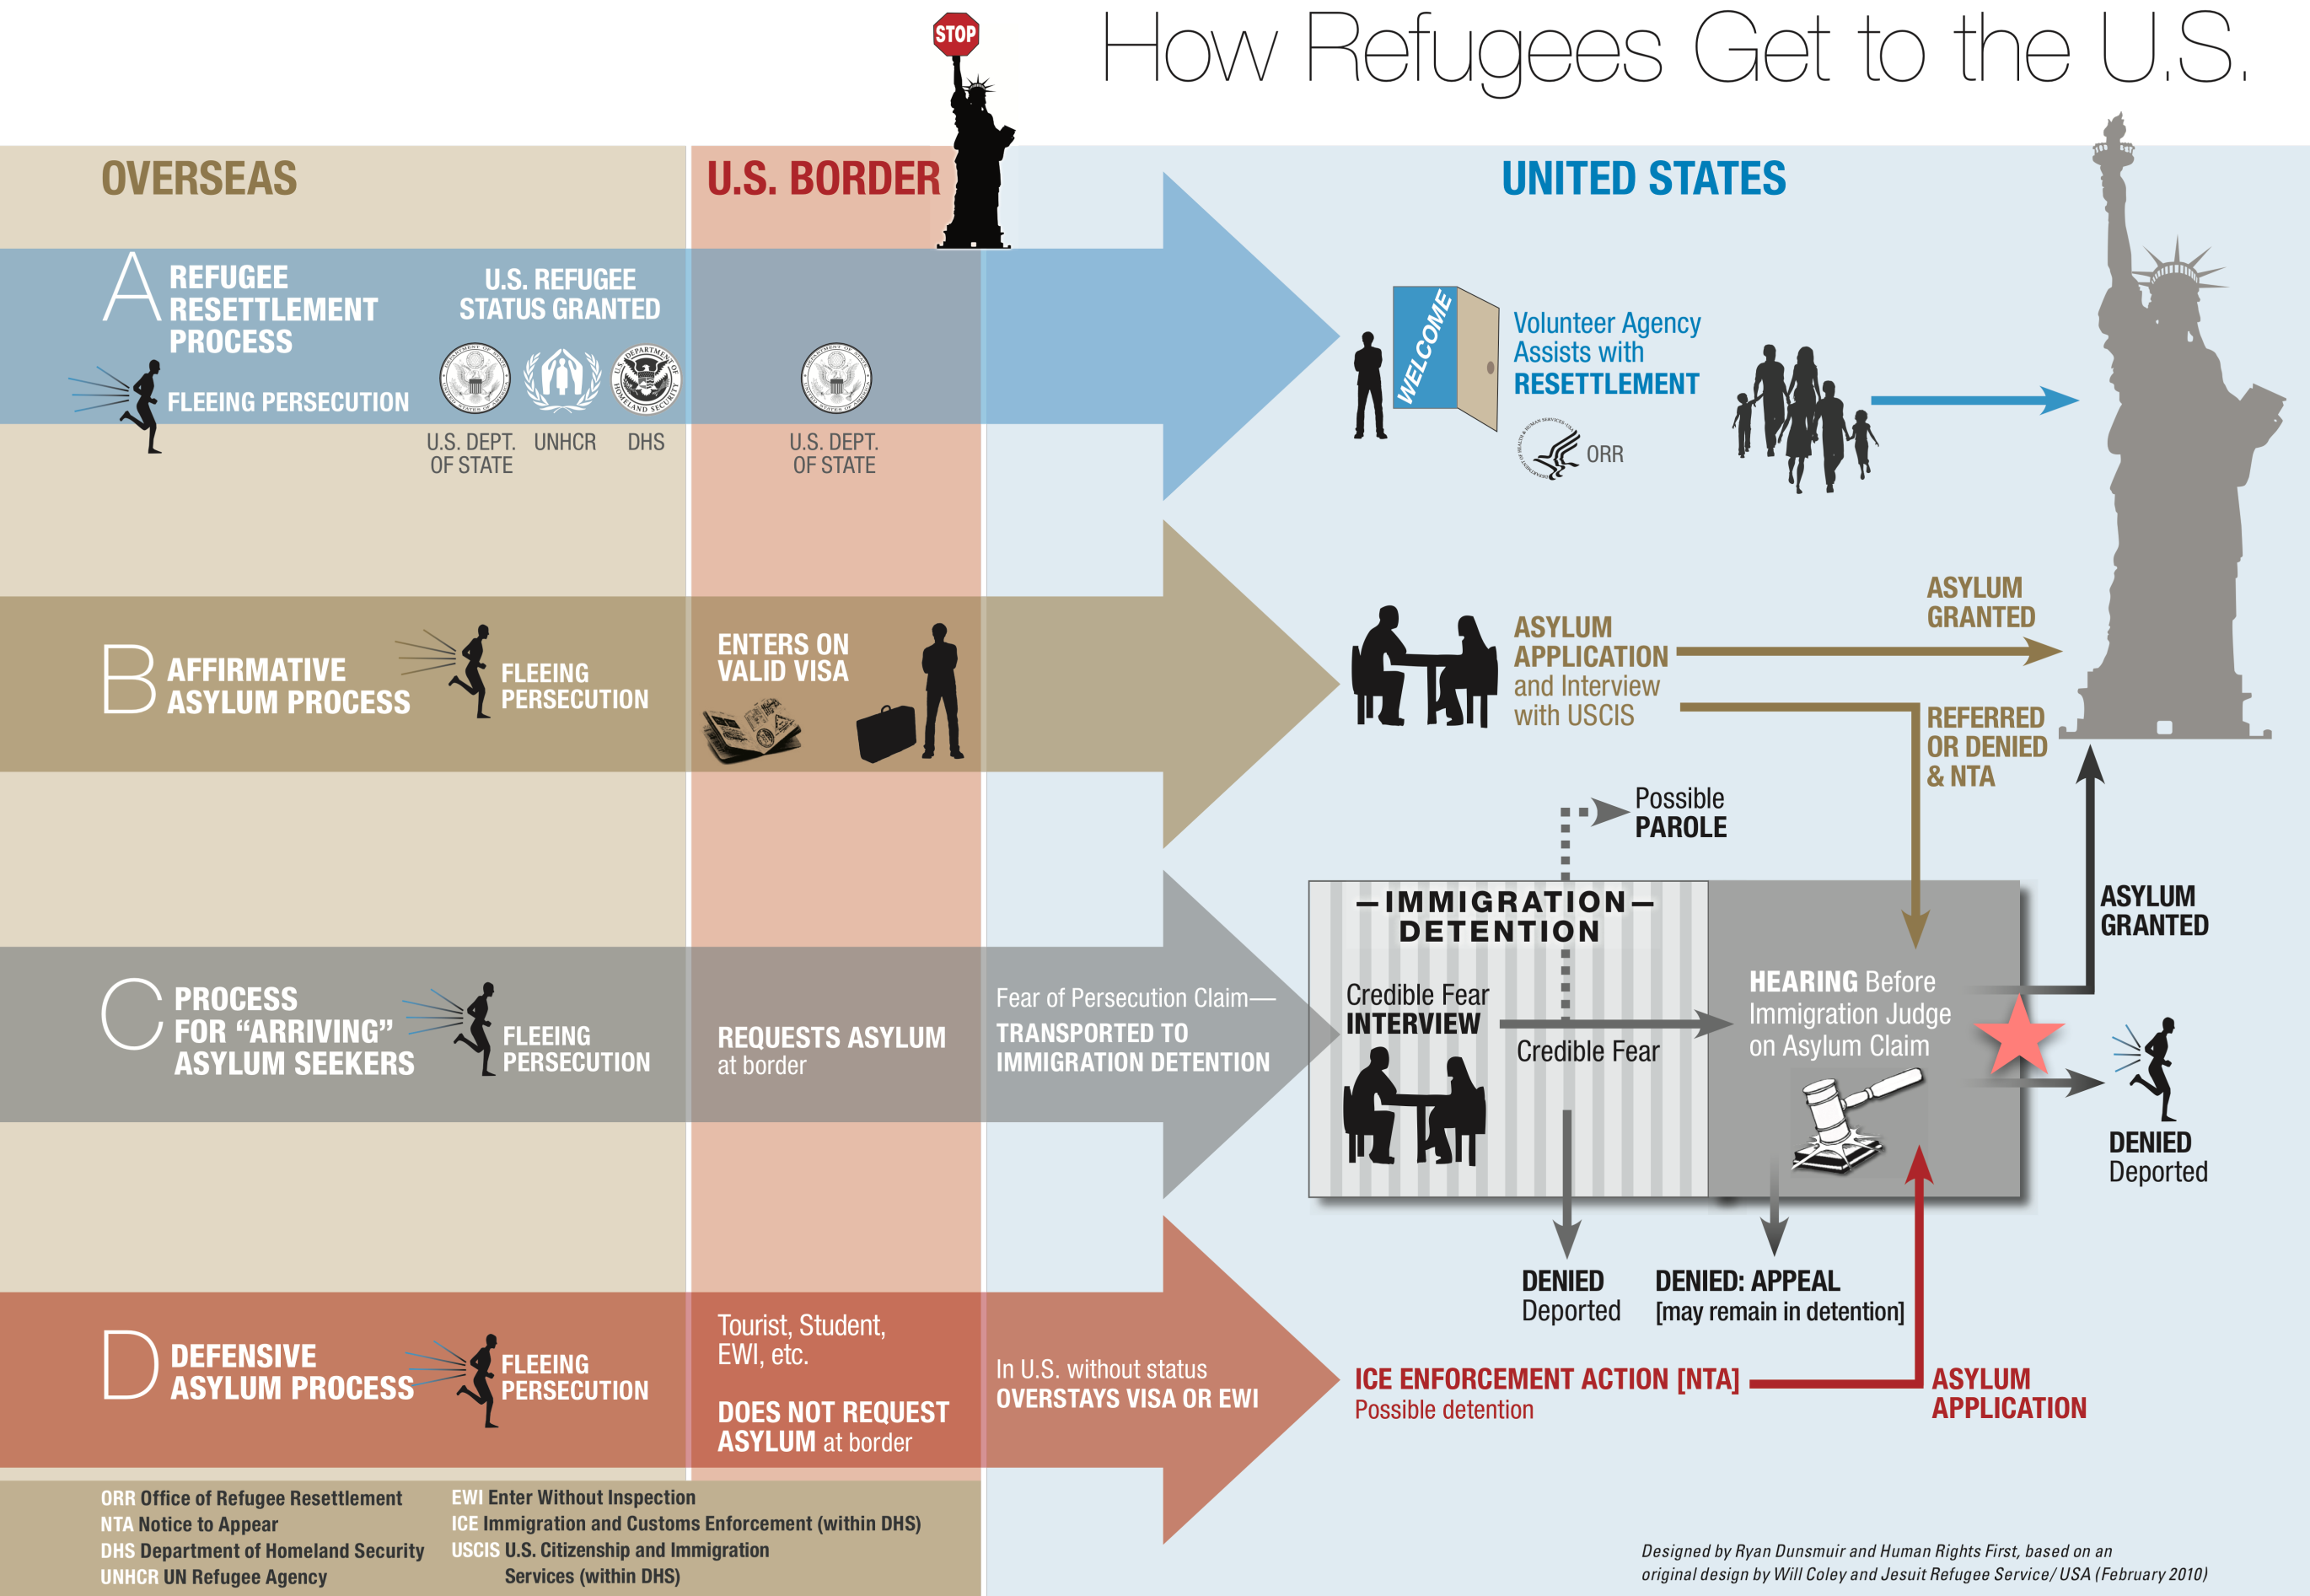 STOP
How Refugees Get to the U.S.
OVERSEAS
U.S. BORDER
UNITED STATES
A
REFUGEE
RESETTLEMENT
PROCESS
FLEEING PERSECUTION
U.S. REFUGEE
STATUS GRANTED
U.S. DEPT.
OF STATE
UNHCR
DHS
U.S. DEPT.
OF STATE
WELCOME
Volunteer Agency
Assists with
RESETTLEMENT
ORR
B
AFFIRMATIVE
ASYLUM PROCESS
FLEEING
PERSECUTION
ENTERS ON
VALID VISA
ASYLUM
APPLICATION
and Interview
with USCIS
ASYLUM
GRANTED
REFERRED
OR DENIED
& NTA
Possible
PAROLE
C
PROCESS
FOR “ARRIVING”
ASYLUM SEEKERS
FLEEING
PERSECUTION
REQUESTS ASYLUM
at border
Fear of Persecution Claim—
TRANSPORTED TO
IMMIGRATION DETENTION
—IMMIGRATION—
DETENTION
Credible Fear
INTERVIEW
Credible Fear
HEARING Before
Immigration Judge
on Asylum Claim
ASYLUM
GRANTED
DENIED
Deported
DENIED
Deported
DENIED: APPEAL
[may remain in detention]
D
DEFENSIVE
ASYLUM PROCESS
FLEEING
PERSECUTION
Tourist, Student,
EWI, etc.
DOES NOT REQUEST
ASYLUM at border
In U.S. without status
OVERSTAYS VISA OR EWI
ICE ENFORCEMENT ACTION [NTA]
Possible detention
ASYLUM
APPLICATION
ORR Office of Refugee Resettlement
NTA Notice to Appear
DHS Department of Homeland Security
UNHCR UN Refugee Agency
EWI Enter Without Inspection
ICE Immigration and Customs Enforcement (within DHS)
USCIS U.S. Citizenship and Immigration
Services (within DHS)
Designed by Ryan Dunsmuir and Human Rights First, based on an
original design by Will Coley and Jesuit Refugee Service/ USA (February 2010)